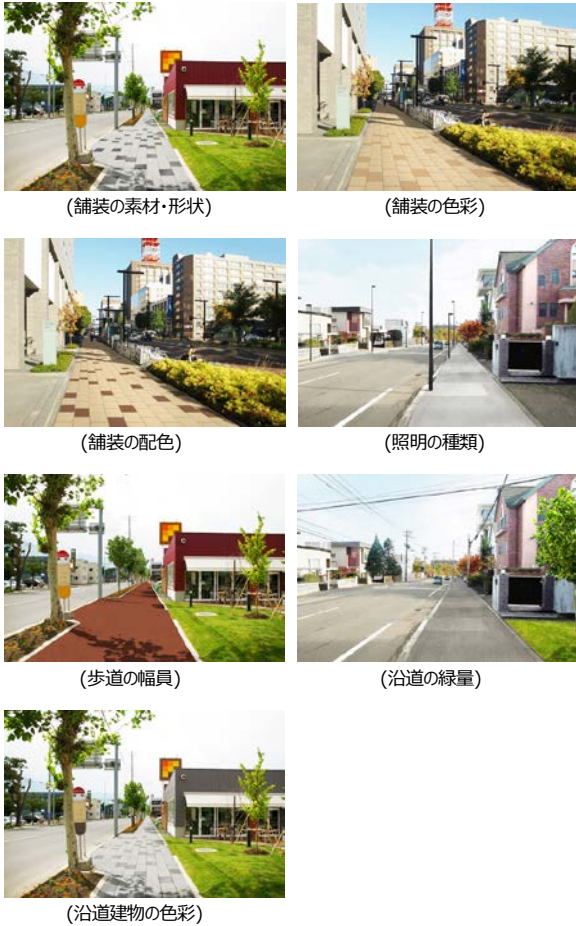 (舗装の素材・形状)
(舗装の色彩)
(舗装の配色)
(照明の種類)
(歩道の幅員)
(沿道の緑量)
(沿道建物の色彩)